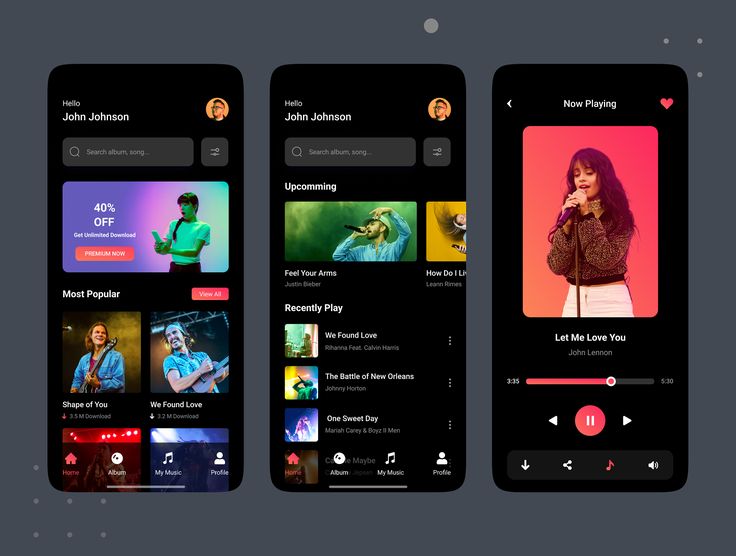 Hello
John Johnson
Search album, song...
40%
OFF
Get Unlimited Download
PREMIUM NOW
Most Popular
View All
Shape of You
3.5 M Download
We Found Love
3.2 M Download
Home
Album
My Music
Profile
Hello
John Johnson
Search album, song...
Upcomming
Feel Your Arms
Justin Bieber
How Do I Li
Leann Rimes
Recently Play
We Found Love
Rihanna Feat. Calvin Harris
The Battle of New Orleans
Johnny Horton
One Sweet Day
Mariah Carey & Boyz II Men
Maybe
Jepsen
Home
Album
My Music
Profile
Now Playing
Let Me Love You
John Lennon
3:35
5:30